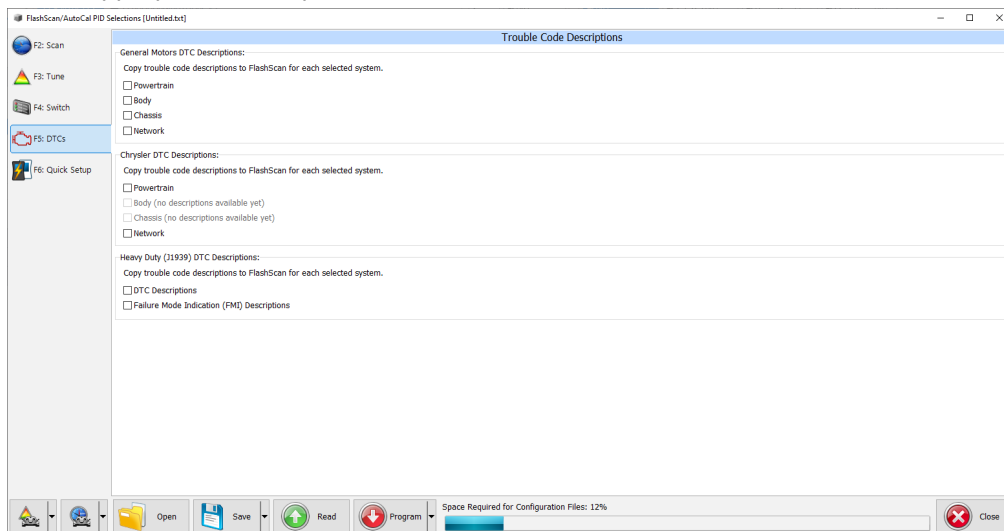 FlashScan/AutoCal PID Selections [Untitled.txt]
F2: Scan
F3: Tune
F4: Switch
F5: DTCs
F6: Quick Setup
Trouble Code Descriptions
General Motors DTC Descriptions:
Copy trouble code descriptions to FlashScan for each selected system.
Powertrain
Body
Chassis
Network
Chrysler DTC Descriptions:
Copy trouble code descriptions to FlashScan for each selected system.
Powertrain
Body (no descriptions available yet)
Chassis (no descriptions available yet)
Network
Heavy Duty (J1939) DTC Descriptions:
Copy trouble code descriptions to FlashScan for each selected system.
DTC Descriptions
Failure Mode Indication (FMI) Descriptions
Open
Save
Read
Program
Space Required for Configuration Files: 12%
Close